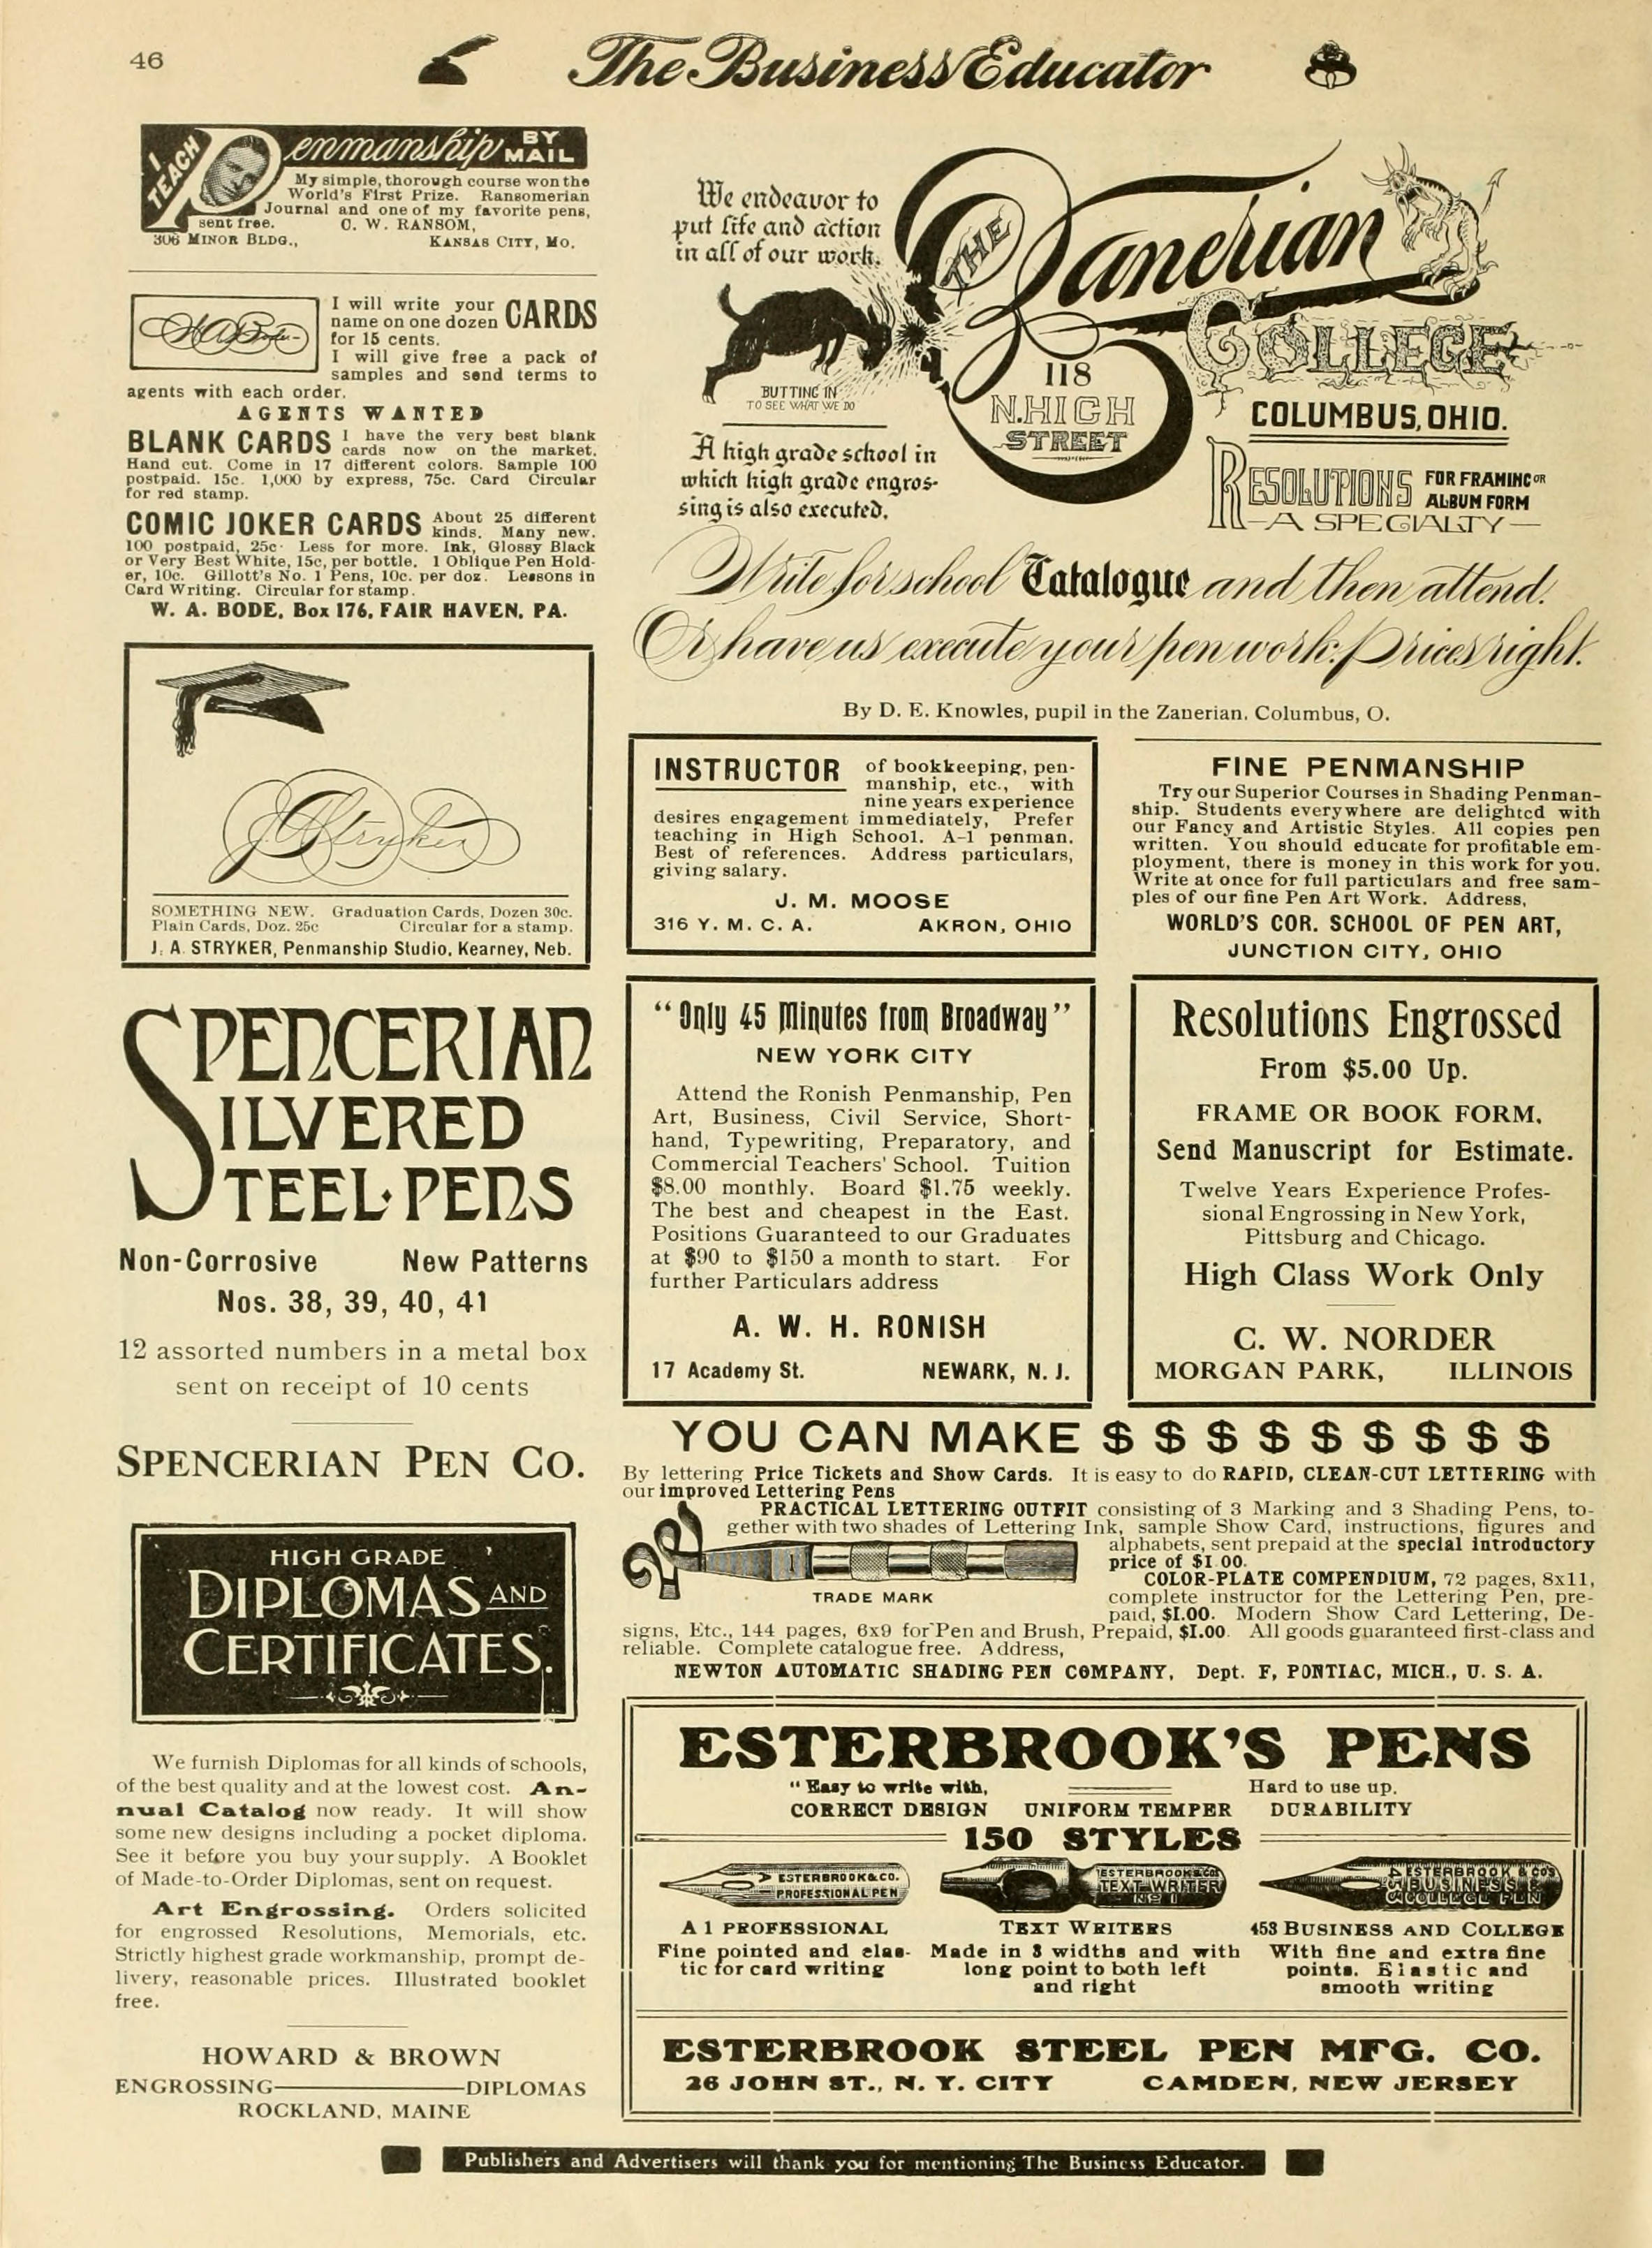 46
The Business Educator
I TEACH
Penmanship BY MAIL
My simple, thorough course won the
World's First Prize. Ransomerian
Journal and one of my favorite pens,
sent free. C. W. RANSOM,
306 MINOR BLDG., KANSAS CITY, MO.
I will write your CARDS
name on one dozen
for 15 cents.
I will give free a pack of
samples and send terms to
agents with each order.
AGENTS WANTED
BLANK CARDS I have the very best blank
cards now on the market.
Hand cut. Come in 17 different colors. Sample 100
postpaid. 15c. 1,000 by express, 75c. Card Circular
for red stamp.
COMIC JOKER CARDS About 25 different
kinds. Many new.
100 postpaid, 25c. Less for more. Ink, Glossy Black
or Very Best White, 15c, per bottle. 1 Oblique Pen Hold-
er, 10c. Gillott's No. 1 Pens, 10c. per doz. Lessons in
Card Writing. Circular for stamp.
W. A. BODE, Box 176, FAIR HAVEN, PA.
J.A. Stryker
SOMETHING NEW. Graduation Cards, Dozen 30c.
Plain Cards, Doz. 25c Circular for a stamp.
J. A. STRYKER, Penmanship Studio, Kearney, Neb.
SPENCERIAN
SILVERED
STEEL·PENS
Non-Corrosive New Patterns
Nos. 38, 39, 40, 41
12 assorted numbers in a metal box
sent on receipt of 10 cents
SPENCERIAN PEN CO.
HIGH GRADE
DIPLOMAS AND
CERTIFICATES.
We furnish Diplomas for all kinds of schools,
of the best quality and at the lowest cost. An-
nual Catalog now ready. It will show
some new designs including a pocket diploma.
See it before you buy your supply. A Booklet
of Made-to-Order Diplomas, sent on request.
Art Engrossing. Orders solicited
for engrossed Resolutions, Memorials, etc.
Strictly highest grade workmanship, prompt de-
livery, reasonable prices. Illustrated booklet
free.
HOWARD & BROWN
ENGROSSING DIPLOMAS
ROCKLAND, MAINE
We endeavor to
put life and action
in all of our work.
BUTTING IN
TO SEE WHAT WE DO
A high grade school in
which high grade engros-
sing is also executed.
THE Zanerian
COLLEGE
118
N. HIGH
STREET
COLUMBUS, OHIO.
RESOLUTIONS FOR FRAMING OR
ALBUM FORM
—A SPECIALTY—
Write for school Catalogue and then attend.
Or have us execute your pen work. Prices right.
By D. E. Knowles, pupil in the Zanerian, Columbus, O.
INSTRUCTOR of bookkeeping, pen-
manship, etc., with
nine years experience
desires engagement immediately, Prefer
teaching in High School. A-1 penman.
Best of references. Address particulars,
giving salary.
J. M. MOOSE
316 Y. M. C. A. AKRON, OHIO
FINE PENMANSHIP
Try our Superior Courses in Shading Penman-
ship. Students everywhere are delighted with
our Fancy and Artistic Styles. All copies pen
written. You should educate for profitable em-
ployment, there is money in this work for you.
Write at once for full particulars and free sam-
ples of our fine Pen Art Work. Address,
WORLD'S COR. SCHOOL OF PEN ART,
JUNCTION CITY, OHIO
"Only 45 Minutes from Broadway"
NEW YORK CITY
Attend the Ronish Penmanship, Pen
Art, Business, Civil Service, Short-
hand, Typewriting, Preparatory, and
Commercial Teachers' School. Tuition
$8.00 monthly. Board $1.75 weekly.
The best and cheapest in the East.
Positions Guaranteed to our Graduates
at $90 to $150 a month to start. For
further Particulars address
A. W. H. RONISH
17 Academy St. NEWARK, N. J.
Resolutions Engrossed
From $5.00 Up.
FRAME OR BOOK FORM.
Send Manuscript for Estimate.
Twelve Years Experience Profes-
sional Engrossing in New York,
Pittsburg and Chicago.
High Class Work Only
C. W. NORDER
MORGAN PARK, ILLINOIS
YOU CAN MAKE $ $ $ $ $ $ $ $ $
By lettering Price Tickets and Show Cards. It is easy to do RAPID, CLEAN-CUT LETTERING with
our Improved Lettering Pens
PRACTICAL LETTERING OUTFIT consisting of 3 Marking and 3 Shading Pens, to-
gether with two shades of Lettering Ink, sample Show Card, instructions, figures and
alphabets, sent prepaid at the special introductory
price of $1.00.
TRADE MARK
COLOR-PLATE COMPENDIUM, 72 pages, 8x11,
complete instructor for the Lettering Pen, pre-
paid, $1.00. Modern Show Card Lettering, De-
signs, Etc., 144 pages, 6x9 for Pen and Brush, Prepaid, $1.00. All goods guaranteed first-class and
reliable. Complete catalogue free. Address,
NEWTON AUTOMATIC SHADING PEN COMPANY, Dept. F, PONTIAC, MICH., U. S. A.
ESTERBROOK'S PENS
"Easy to write with, Hard to use up.
CORRECT DESIGN UNIFORM TEMPER DURABILITY
150 STYLES
ESTERBROOK & CO.
PROFESSIONAL PEN
ESTERBROOK & CO'S
TEXT WRITER
No 1
ESTERBROOK & CO'S
BUSINESS &
COLLEGE PEN
A 1 PROFESSIONAL
Fine pointed and elas-
tic for card writing
TEXT WRITERS
Made in 8 widths and with
long point to both left
and right
453 BUSINESS AND COLLEGE
With fine and extra fine
points. Elastic and
smooth writing
ESTERBROOK STEEL PEN MFG. CO.
26 JOHN ST., N. Y. CITY CAMDEN, NEW JERSEY
Publishers and Advertisers will thank you for mentioning The Business Educator.